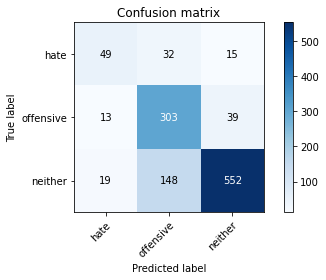 Confusion matrix
hate 49 32 15
offensive 13 303 39
neither 19 148 552
hate offensive neither
True label
Predicted label
500
400
300
200
100